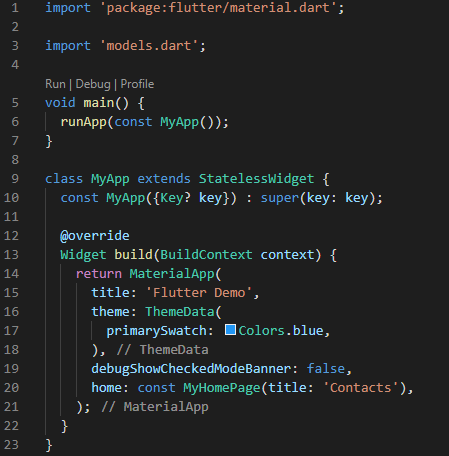 1 import 'package:flutter/material.dart';
2
3 import 'models.dart';
4
Run | Debug | Profile
5 void main() {
6   runApp(const MyApp());
7 }
8
9 class MyApp extends StatelessWidget {
10   const MyApp({Key? key}) : super(key: key);
11
12   @override
13   Widget build(BuildContext context) {
14     return MaterialApp(
15       title: 'Flutter Demo',
16       theme: ThemeData(
17         primarySwatch: Colors.blue,
18       ), // ThemeData
19       debugShowCheckedModeBanner: false,
20       home: const MyHomePage(title: 'Contacts'),
21     ); // MaterialApp
22   }
23 }